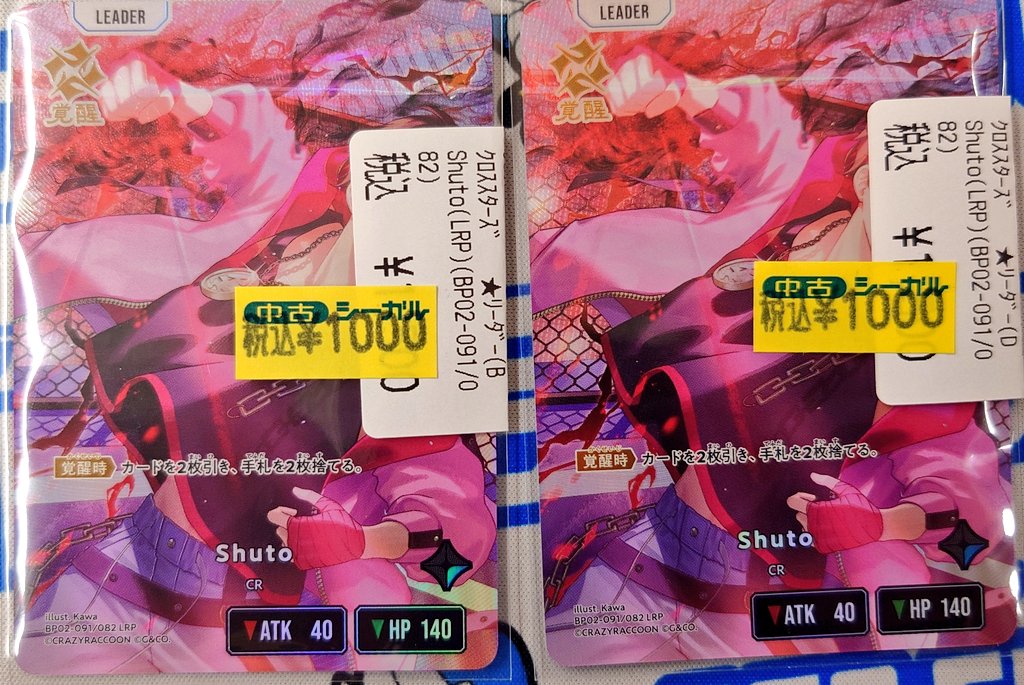 LEADER
覚醒
クロススターズ ★リーダー(B
Shuto(LRP)(BP02-091/0
82)
税込
中古 シーガル
税込¥1000
覚醒時 カードを2枚引き、手札を2枚捨てる。
Shuto
CR
illust. Kawa
BP02-091/082 LRP
©CRAZYRACCOON ©G&CO.
ATK 40
HP 140
LEADER
覚醒
クロススターズ ★リーダー(D
Shuto(LRP)(BP02-091/0
82)
税込
中古 シーガル
税込¥1000
覚醒時 カードを2枚引き、手札を2枚捨てる。
Shuto
CR
illust. Kawa
BP02-091/082 LRP
©CRAZYRACCOON ©G&CO.
ATK 40
HP 140